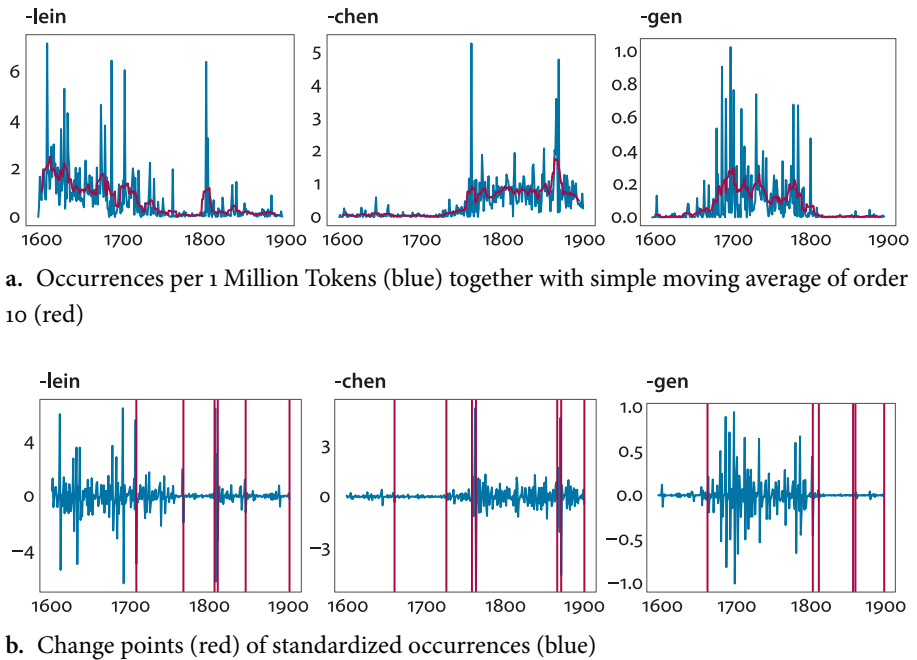 -lein -chen -gen
6 5 1.0
4 4 0.8
3 0.6
2 2 0.4
1 0.2
0 0 0.0
1600 1700 1800 1900 1600 1700 1800 1900 1600 1700 1800 1900
a. Occurrences per 1 Million Tokens (blue) together with simple moving average of order
10 (red)
-lein -chen -gen
4 3 1.0
0.5
0 0 0.0
−4 −3 −0.5
−1.0
1600 1700 1800 1900 1600 1700 1800 1900 1600 1700 1800 1900
b. Change points (red) of standardized occurrences (blue)